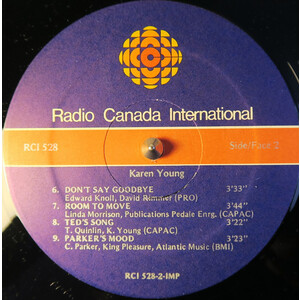 Radio Canada International
RCI 528
Side/Face 2
Karen Young
6. DON'T SAY GOODBYE 3'33"
Edward Knoll, David Rimmer (PRO)
7. ROOM TO MOVE 3'44"
Linda Morrison, Publications Pedale Enrg. (CAPAC)
8. TED'S SONG 3'22"
T. Quinlin, K. Young (CAPAC)
9. PARKER'S MOOD 3'23"
C. Parker, King Pleasure, Atlantic Music (BMI)
RCI 528-2-IMP